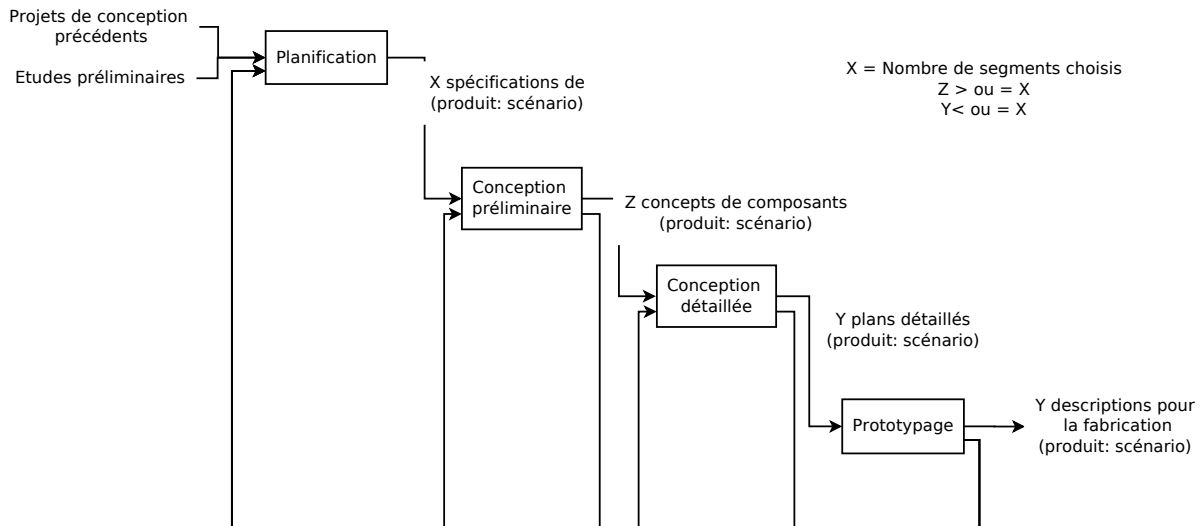 Projets de conception
précédents
Etudes préliminaires
Planification
X spécifications de
(produit: scénario)
X = Nombre de segments choisis
Z > ou = X
Y< ou = X
Conception
préliminaire
Z concepts de composants
(produit: scénario)
Conception
détaillée
Y plans détaillés
(produit: scénario)
Prototypage
Y descriptions pour
la fabrication
(produit: scénario)